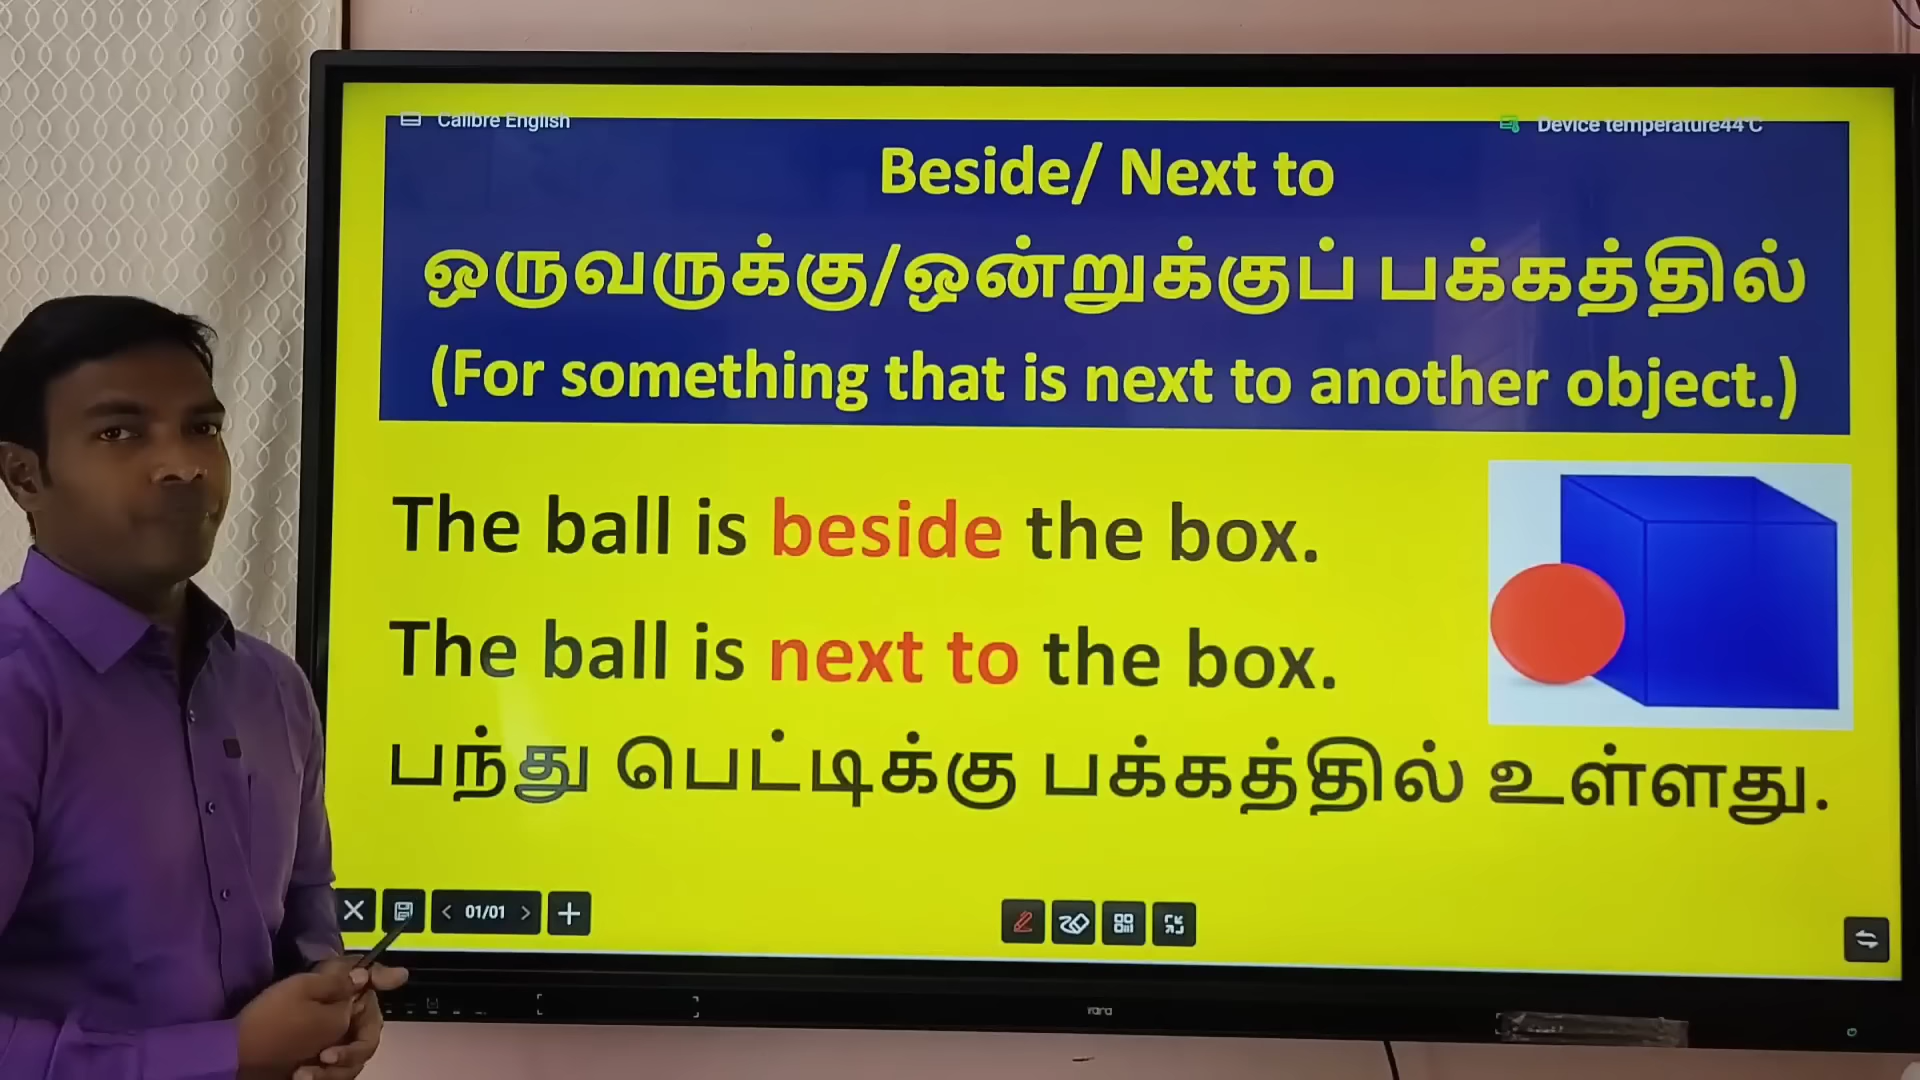 Calibre English
Device temperature44℃
Beside/ Next to
ஒருவருக்கு/ஒன்றுக்குப் பக்கத்தில்
(For something that is next to another object.)
The ball is beside the box.
The ball is next to the box.
பந்து பெட்டிக்கு பக்கத்தில் உள்ளது.
01/01